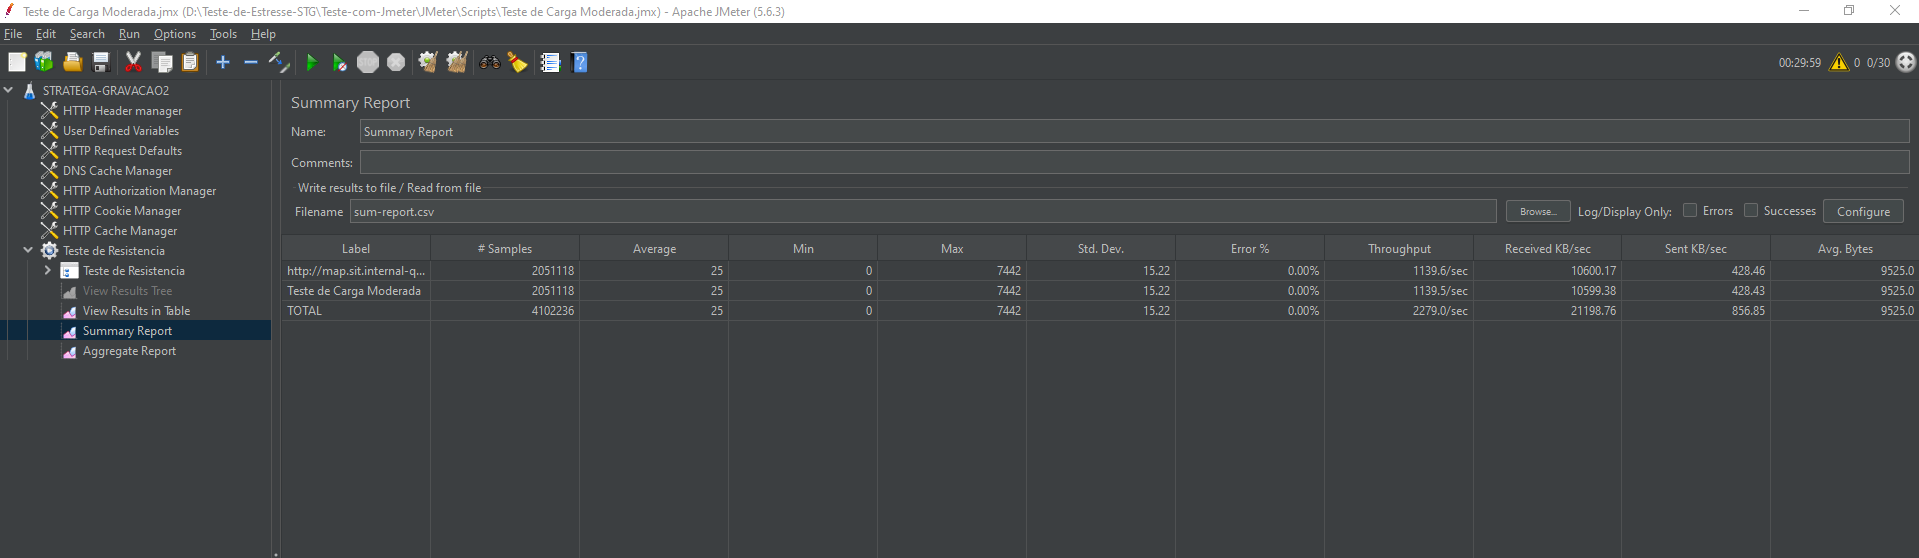 Teste de Carga Moderada.jmx (D:\Teste-de-Estresse-STG\Teste-com-Jmeter\JMeter\Scripts\Teste de Carga Moderada.jmx) - Apache JMeter (5.6.3)
File Edit Search Run Options Tools Help
00:29:59 0 0/30
STRATEGA-GRAVACAO2
HTTP Header manager
User Defined Variables
HTTP Request Defaults
DNS Cache Manager
HTTP Authorization Manager
HTTP Cookie Manager
HTTP Cache Manager
Teste de Resistencia
Teste de Resistencia
View Results Tree
View Results in Table
Summary Report
Aggregate Report
Summary Report
Name: Summary Report
Comments:
Write results to file / Read from file
Filename sum-report.csv Browse... Log/Display Only: Errors Successes Configure
Label # Samples Average Min Max Std. Dev. Error % Throughput Received KB/sec Sent KB/sec Avg. Bytes
http://map.sit.internal-q... 2051118 25 0 7442 15.22 0.00% 1139.6/sec 10600.17 428.46 9525.0
Teste de Carga Moderada 2051118 25 0 7442 15.22 0.00% 1139.5/sec 10599.38 428.43 9525.0
TOTAL 4102236 25 0 7442 15.22 0.00% 2279.0/sec 21198.76 856.85 9525.0